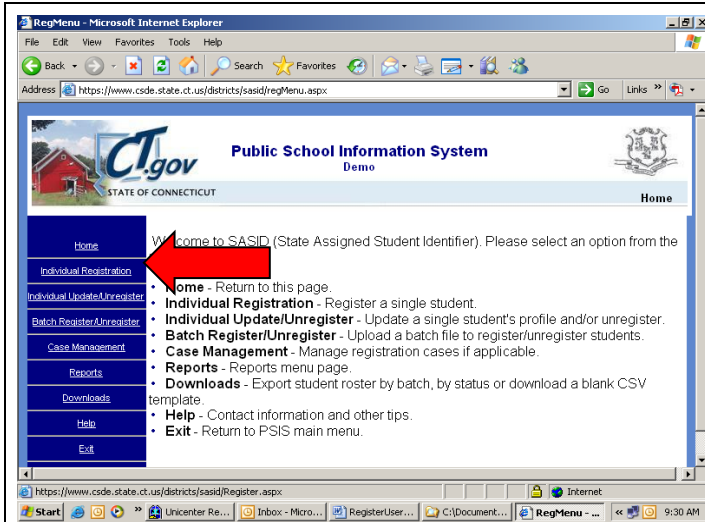 RegMenu - Microsoft Internet Explorer
File Edit View Favorites Tools Help
Back Search Favorites
Address https://www.csde.state.ct.us/districts/sasid/regMenu.aspx Go Links »
CT.gov
STATE OF CONNECTICUT
Public School Information System
Demo
Home
Home
Individual Registration
Individual Update/Unregister
Batch Register/Unregister
Case Management
Reports
Downloads
Help
Exit
Welcome to SASID (State Assigned Student Identifier). Please select an option from the
• Home - Return to this page.
• Individual Registration - Register a single student.
• Individual Update/Unregister - Update a single student's profile and/or unregister.
• Batch Register/Unregister - Upload a batch file to register/unregister students.
• Case Management - Manage registration cases if applicable.
• Reports - Reports menu page.
• Downloads - Export student roster by batch, by status or download a blank CSV
template.
• Help - Contact information and other tips.
• Exit - Return to PSIS main menu.
https://www.csde.state.ct.us/districts/sasid/Register.aspx Internet
Start » Unicenter Re... Inbox - Micro... RegisterUser... C:\Document... RegMenu - ... « 9:30 AM